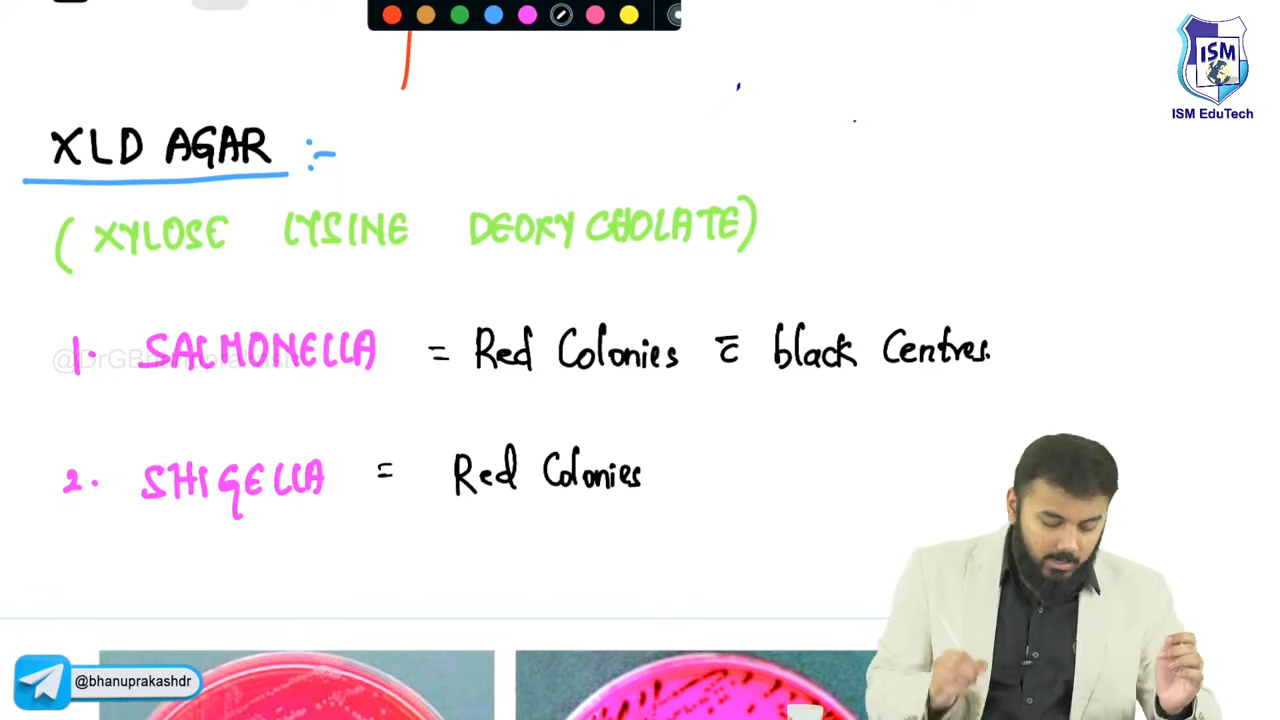 ISM
ISM EduTech
XLD AGAR :-
(XYLOSE LYSINE DEOXYCHOLATE)
1. SALMONELLA = Red Colonies c̅ black Centres.
@DrGBhanuprakash
2. SHIGELLA = Red Colonies
@bhanuprakashdr